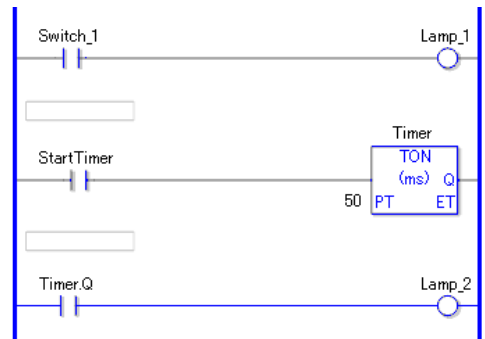 Switch_1 Lamp_1
Timer
StartTimer TON
(ms) Q
50 PT ET
Timer.Q Lamp_2